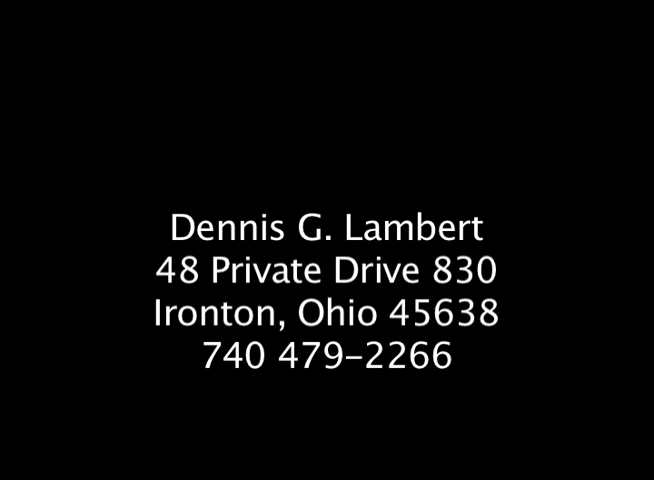 Dennis G. Lambert
48 Private Drive 830
Ironton, Ohio 45638
740 479-2266